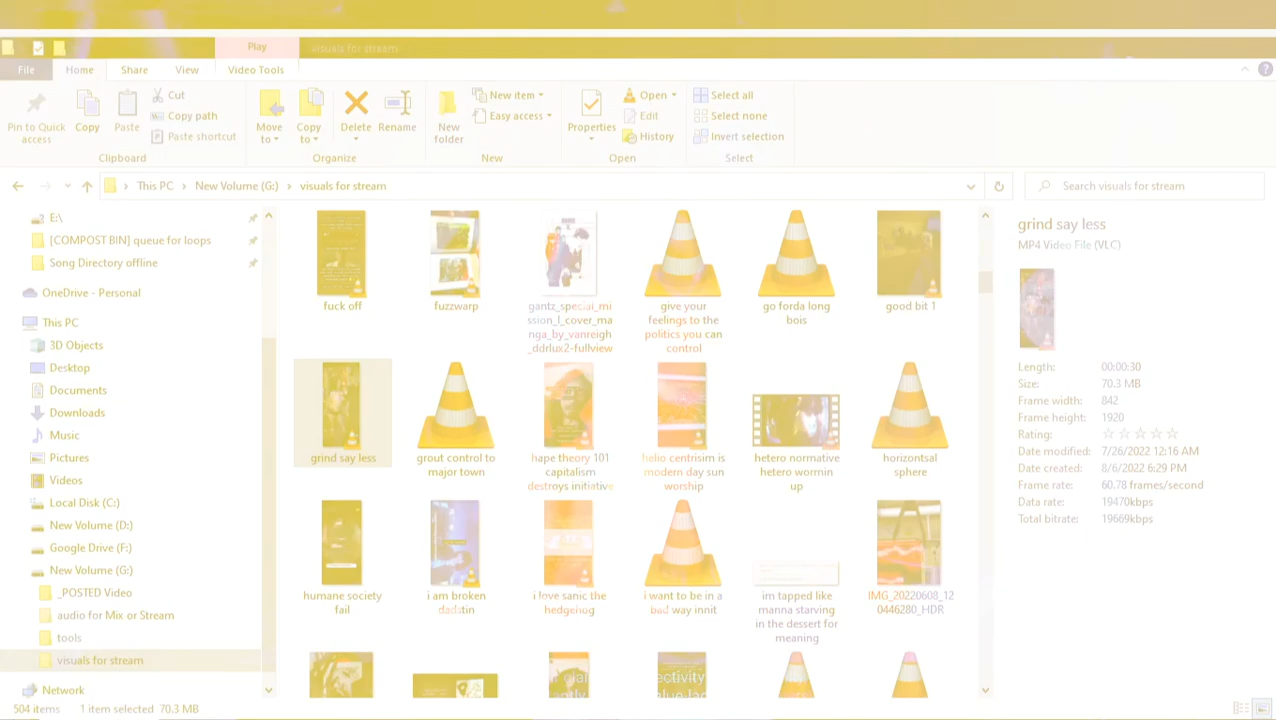 Play
visuals for stream
File
Home
Share
View
Video Tools
Pin to Quick
access
Copy
Paste
Cut
Copy path
Paste shortcut
Clipboard
Move
to
Copy
to
Delete
Rename
Organize
New
folder
New item
Easy access
New
Properties
Open
Edit
History
Open
Select all
Select none
Invert selection
Select
This PC
New Volume (G:)
visuals for stream
Search visuals for stream
E:\
[COMPOST BIN] queue for loops
Song Directory offline
OneDrive - Personal
This PC
3D Objects
Desktop
Documents
Downloads
Music
Pictures
Videos
Local Disk (C:)
New Volume (D:)
Google Drive (F:)
New Volume (G:)
_POSTED Video
audio for Mix or Stream
tools
visuals for stream
Network
fuck off
fuzzwarp
gantz_special_mi
ssion_l_cover_ma
nga_by_vanreigh
_ddrlux2-fullview
give your
feelings to the
politics you can
control
go forda long
bois
good bit 1
grind say less
grout control to
major town
hape theory 101
capitalism
destroys initiative
helio centrisim is
modern day sun
worship
hetero normative
hetero wormin
up
horizontsal
sphere
humane society
fail
i am broken
dadstin
i love sanic the
hedgehog
i want to be in a
bad way innit
im tapped like
manna starving
in the dessert for
meaning
IMG_20220608_12
0446280_HDR
grind say less
MP4 Video File (VLC)
Length: 00:00:30
Size: 70.3 MB
Frame width: 842
Frame height: 1920
Rating:
Date modified: 7/26/2022 12:16 AM
Date created: 8/6/2022 6:29 PM
Frame rate: 60.78 frames/second
Data rate: 19470kbps
Total bitrate: 19669kbps
504 items
1 item selected 70.3 MB